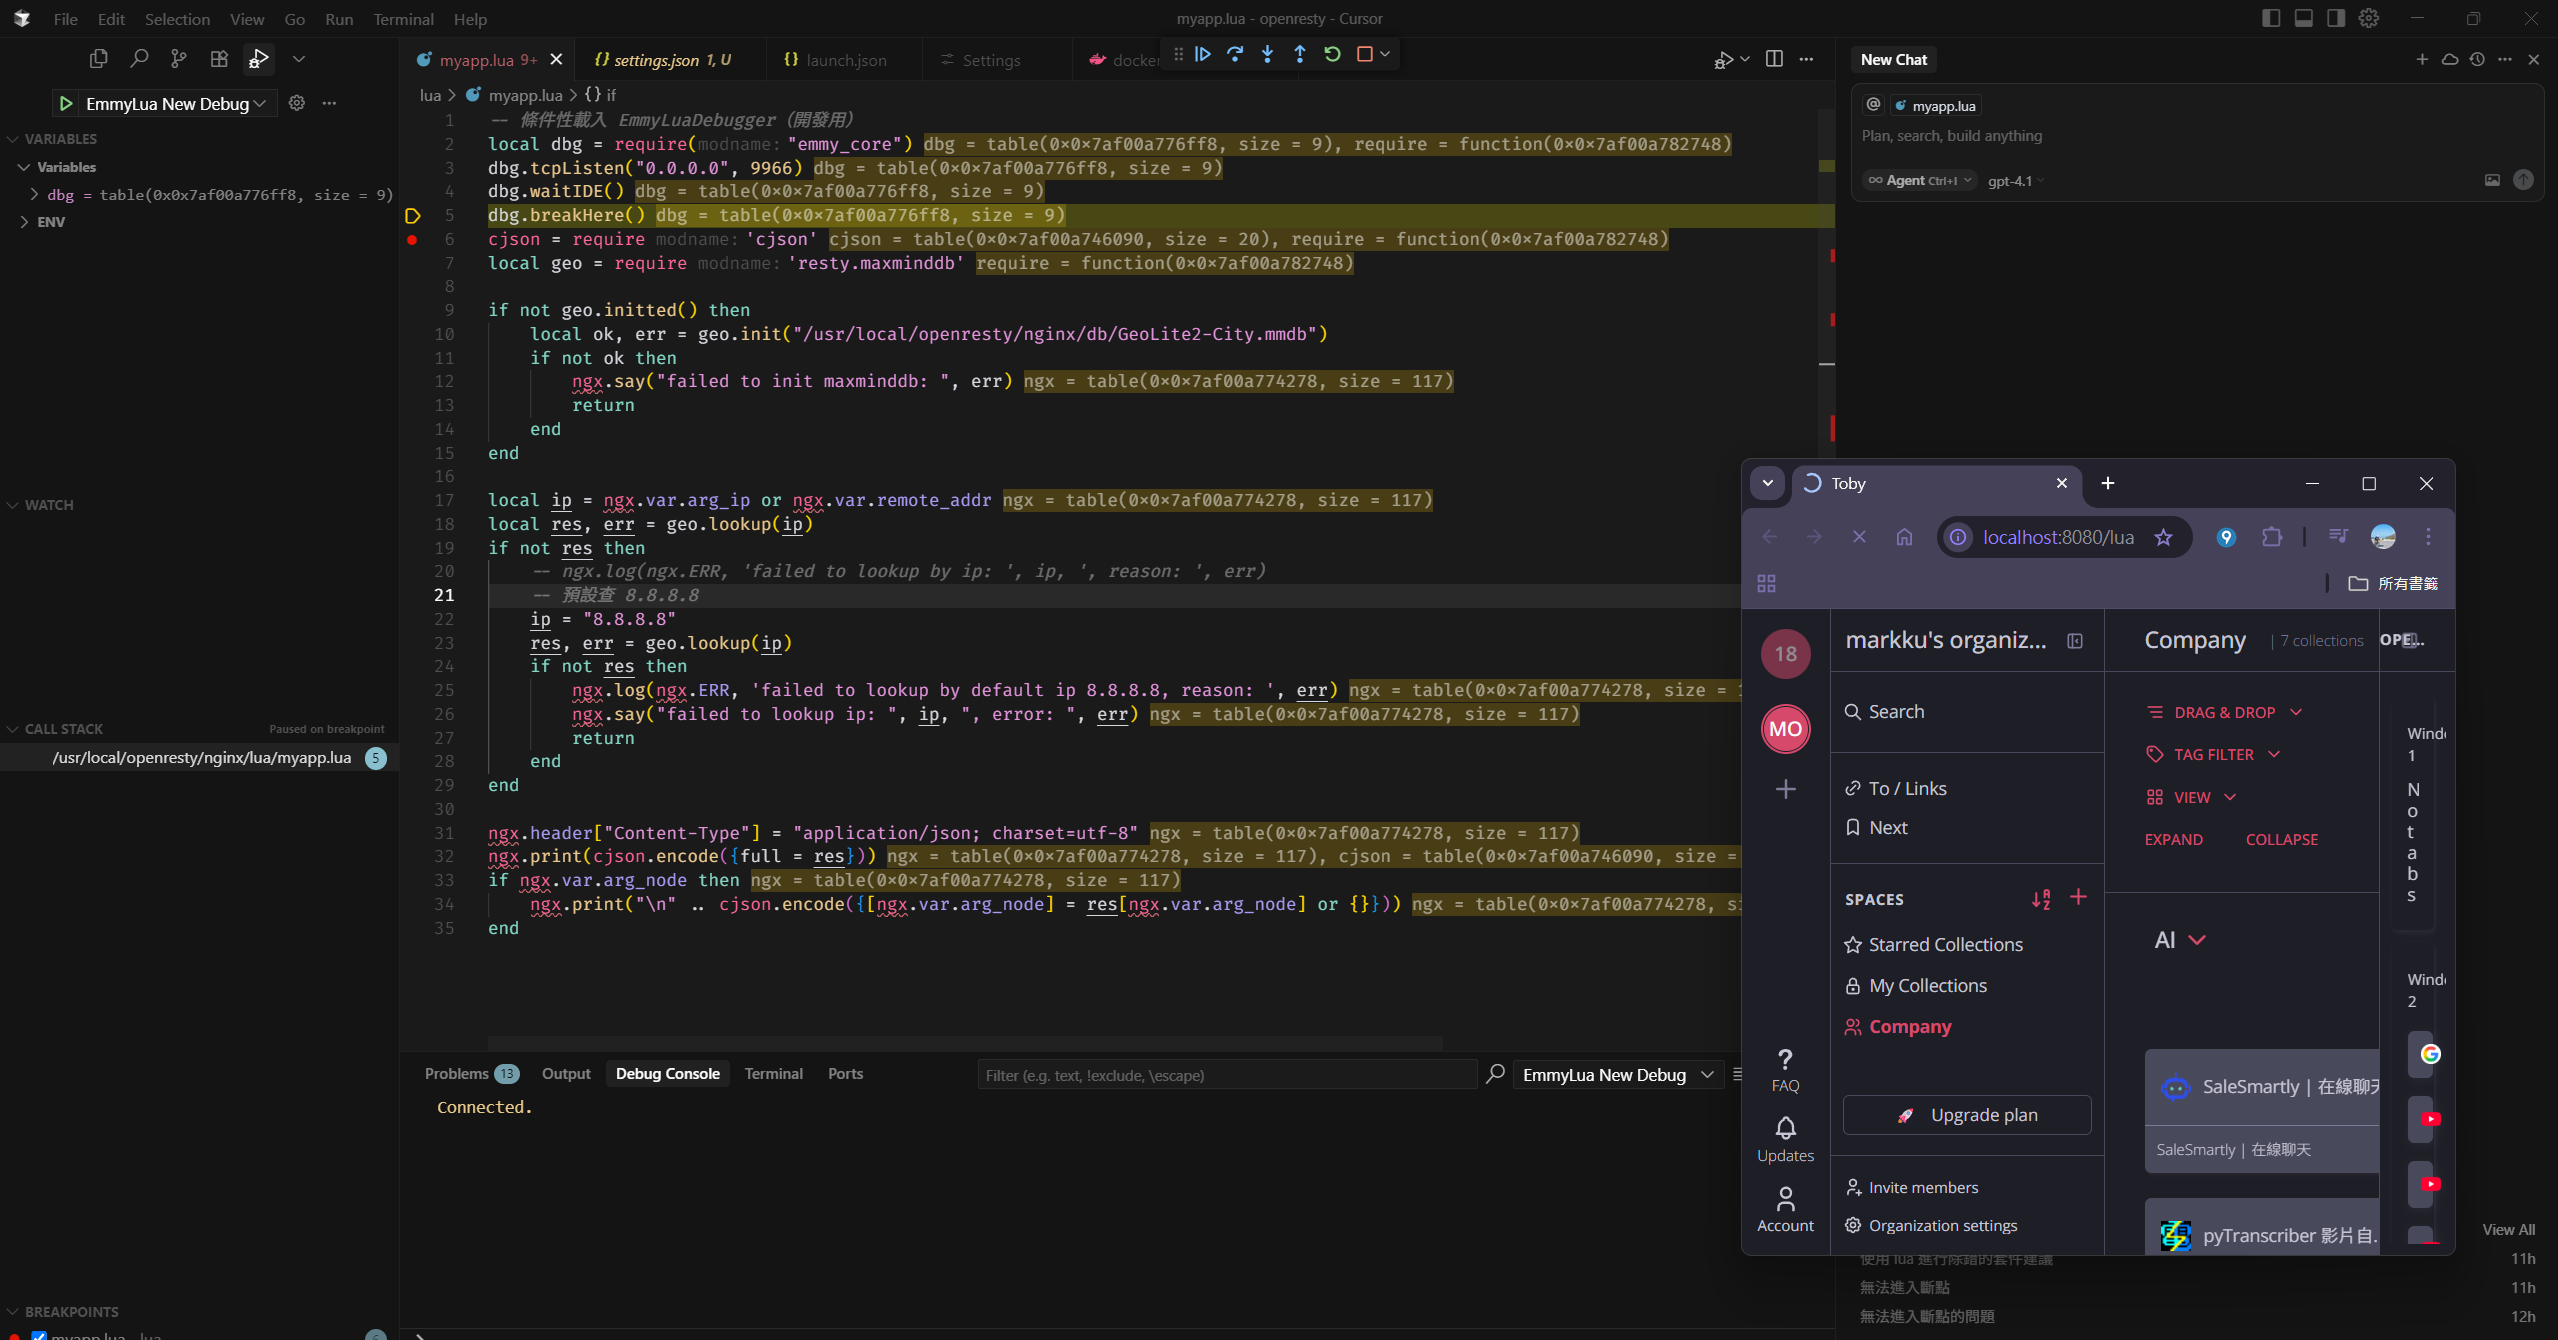 File Edit Selection View Go Run Terminal Help
myapp.lua - openresty - Cursor
EmmyLua New Debug
VARIABLES
Variables
dbg = table(0x0x7af00a776ff8, size = 9)
ENV
WATCH
CALL STACK Paused on breakpoint
/usr/local/openresty/nginx/lua/myapp.lua 5
BREAKPOINTS
myapp.lua lua
myapp.lua 9+ settings.json 1, U launch.json Settings docker
lua > myapp.lua > {} if
1 -- 條件性載入 EmmyLuaDebugger（開發用）
2 local dbg = require(modname: "emmy_core") dbg = table(0x0x7af00a776ff8, size = 9), require = function(0x0x7af00a782748)
3 dbg.tcpListen("0.0.0.0", 9966) dbg = table(0x0x7af00a776ff8, size = 9)
4 dbg.waitIDE() dbg = table(0x0x7af00a776ff8, size = 9)
5 dbg.breakHere() dbg = table(0x0x7af00a776ff8, size = 9)
6 cjson = require modname: 'cjson' cjson = table(0x0x7af00a746090, size = 20), require = function(0x0x7af00a782748)
7 local geo = require modname: 'resty.maxminddb' require = function(0x0x7af00a782748)
8
9 if not geo.initted() then
10 local ok, err = geo.init("/usr/local/openresty/nginx/db/GeoLite2-City.mmdb")
11 if not ok then
12 ngx.say("failed to init maxminddb: ", err) ngx = table(0x0x7af00a774278, size = 117)
13 return
14 end
15 end
16
17 local ip = ngx.var.arg_ip or ngx.var.remote_addr ngx = table(0x0x7af00a774278, size = 117)
18 local res, err = geo.lookup(ip)
19 if not res then
20 -- ngx.log(ngx.ERR, 'failed to lookup by ip: ', ip, ', reason: ', err)
21 -- 預設查 8.8.8.8
22 ip = "8.8.8.8"
23 res, err = geo.lookup(ip)
24 if not res then
25 ngx.log(ngx.ERR, 'failed to lookup by default ip 8.8.8.8, reason: ', err) ngx = table(0x0x7af00a774278, size = 1
26 ngx.say("failed to lookup ip: ", ip, ", error: ", err) ngx = table(0x0x7af00a774278, size = 117)
27 return
28 end
29 end
30
31 ngx.header["Content-Type"] = "application/json; charset=utf-8" ngx = table(0x0x7af00a774278, size = 117)
32 ngx.print(cjson.encode({full = res})) ngx = table(0x0x7af00a774278, size = 117), cjson = table(0x0x7af00a746090, size =
33 if ngx.var.arg_node then ngx = table(0x0x7af00a774278, size = 117)
34 ngx.print("\n" .. cjson.encode({[ngx.var.arg_node] = res[ngx.var.arg_node] or {}})) ngx = table(0x0x7af00a774278, si
35 end
Problems 13 Output Debug Console Terminal Ports
Filter (e.g. text, !exclude, \escape)
EmmyLua New Debug
Connected.
New Chat
@ myapp.lua
Plan, search, build anything
Agent Ctrl+I gpt-4.1
Toby
localhost:8080/lua
所有書籤
18
MO
FAQ
Updates
Account
markku's organiz...
Search
To / Links
Next
SPACES
Starred Collections
My Collections
Company
Upgrade plan
Invite members
Organization settings
Company | 7 collections
DRAG & DROP
TAG FILTER
VIEW
EXPAND COLLAPSE
AI
SaleSmartly | 在線聊天
SaleSmartly | 在線聊天
pyTranscriber 影片自...
OPE...
Windo
1
No tabs
Windo
2
View All
使用 lua 進行除錯的套件建議 11h
無法進入斷點 11h
無法進入斷點的問題 12h